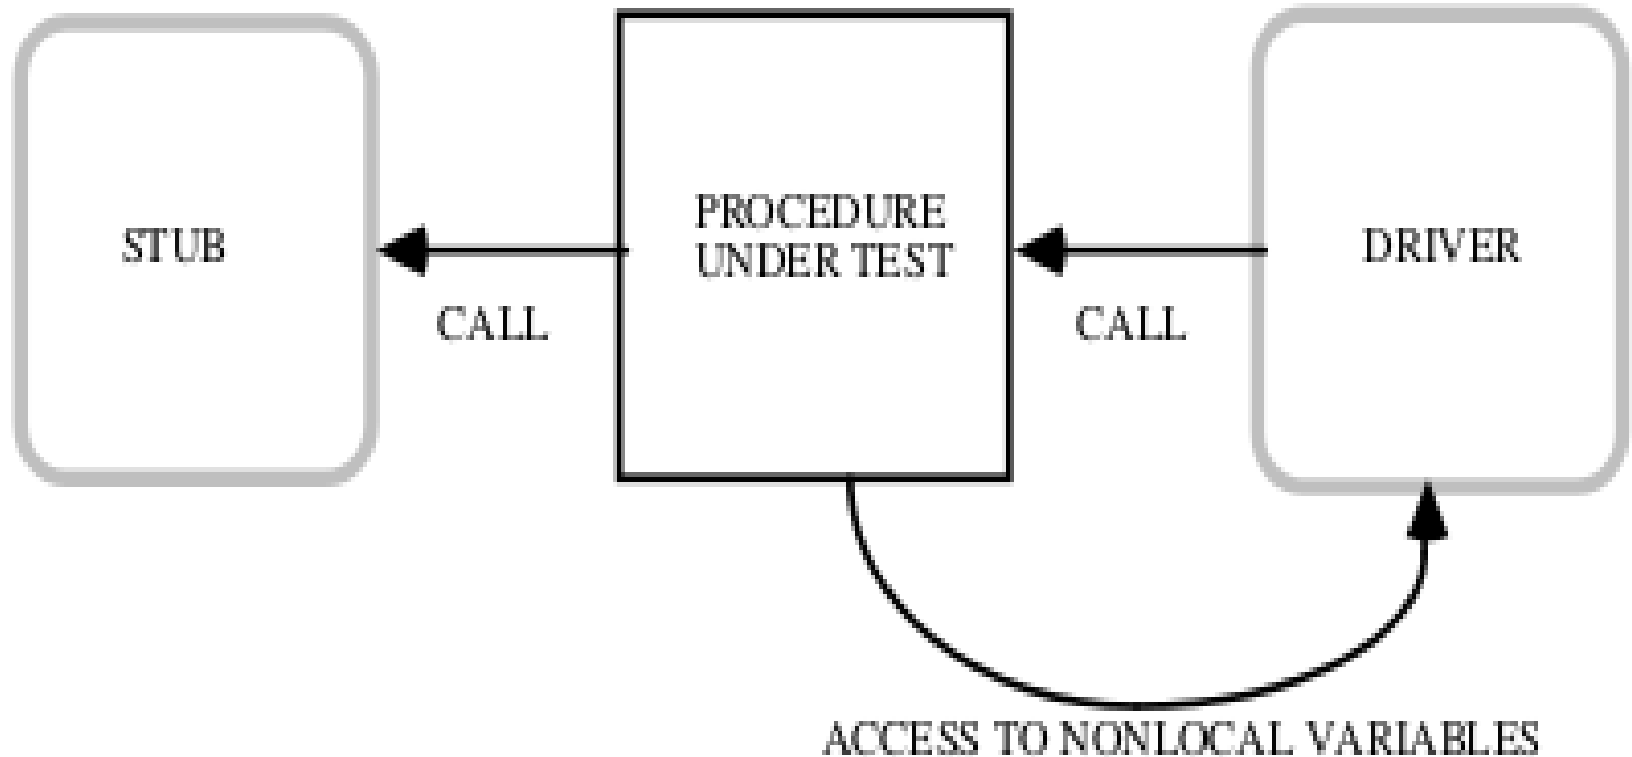 STUB
PROCEDURE
UNDER TEST
DRIVER
CALL
CALL
ACCESS TO NONLOCAL VARIABLES